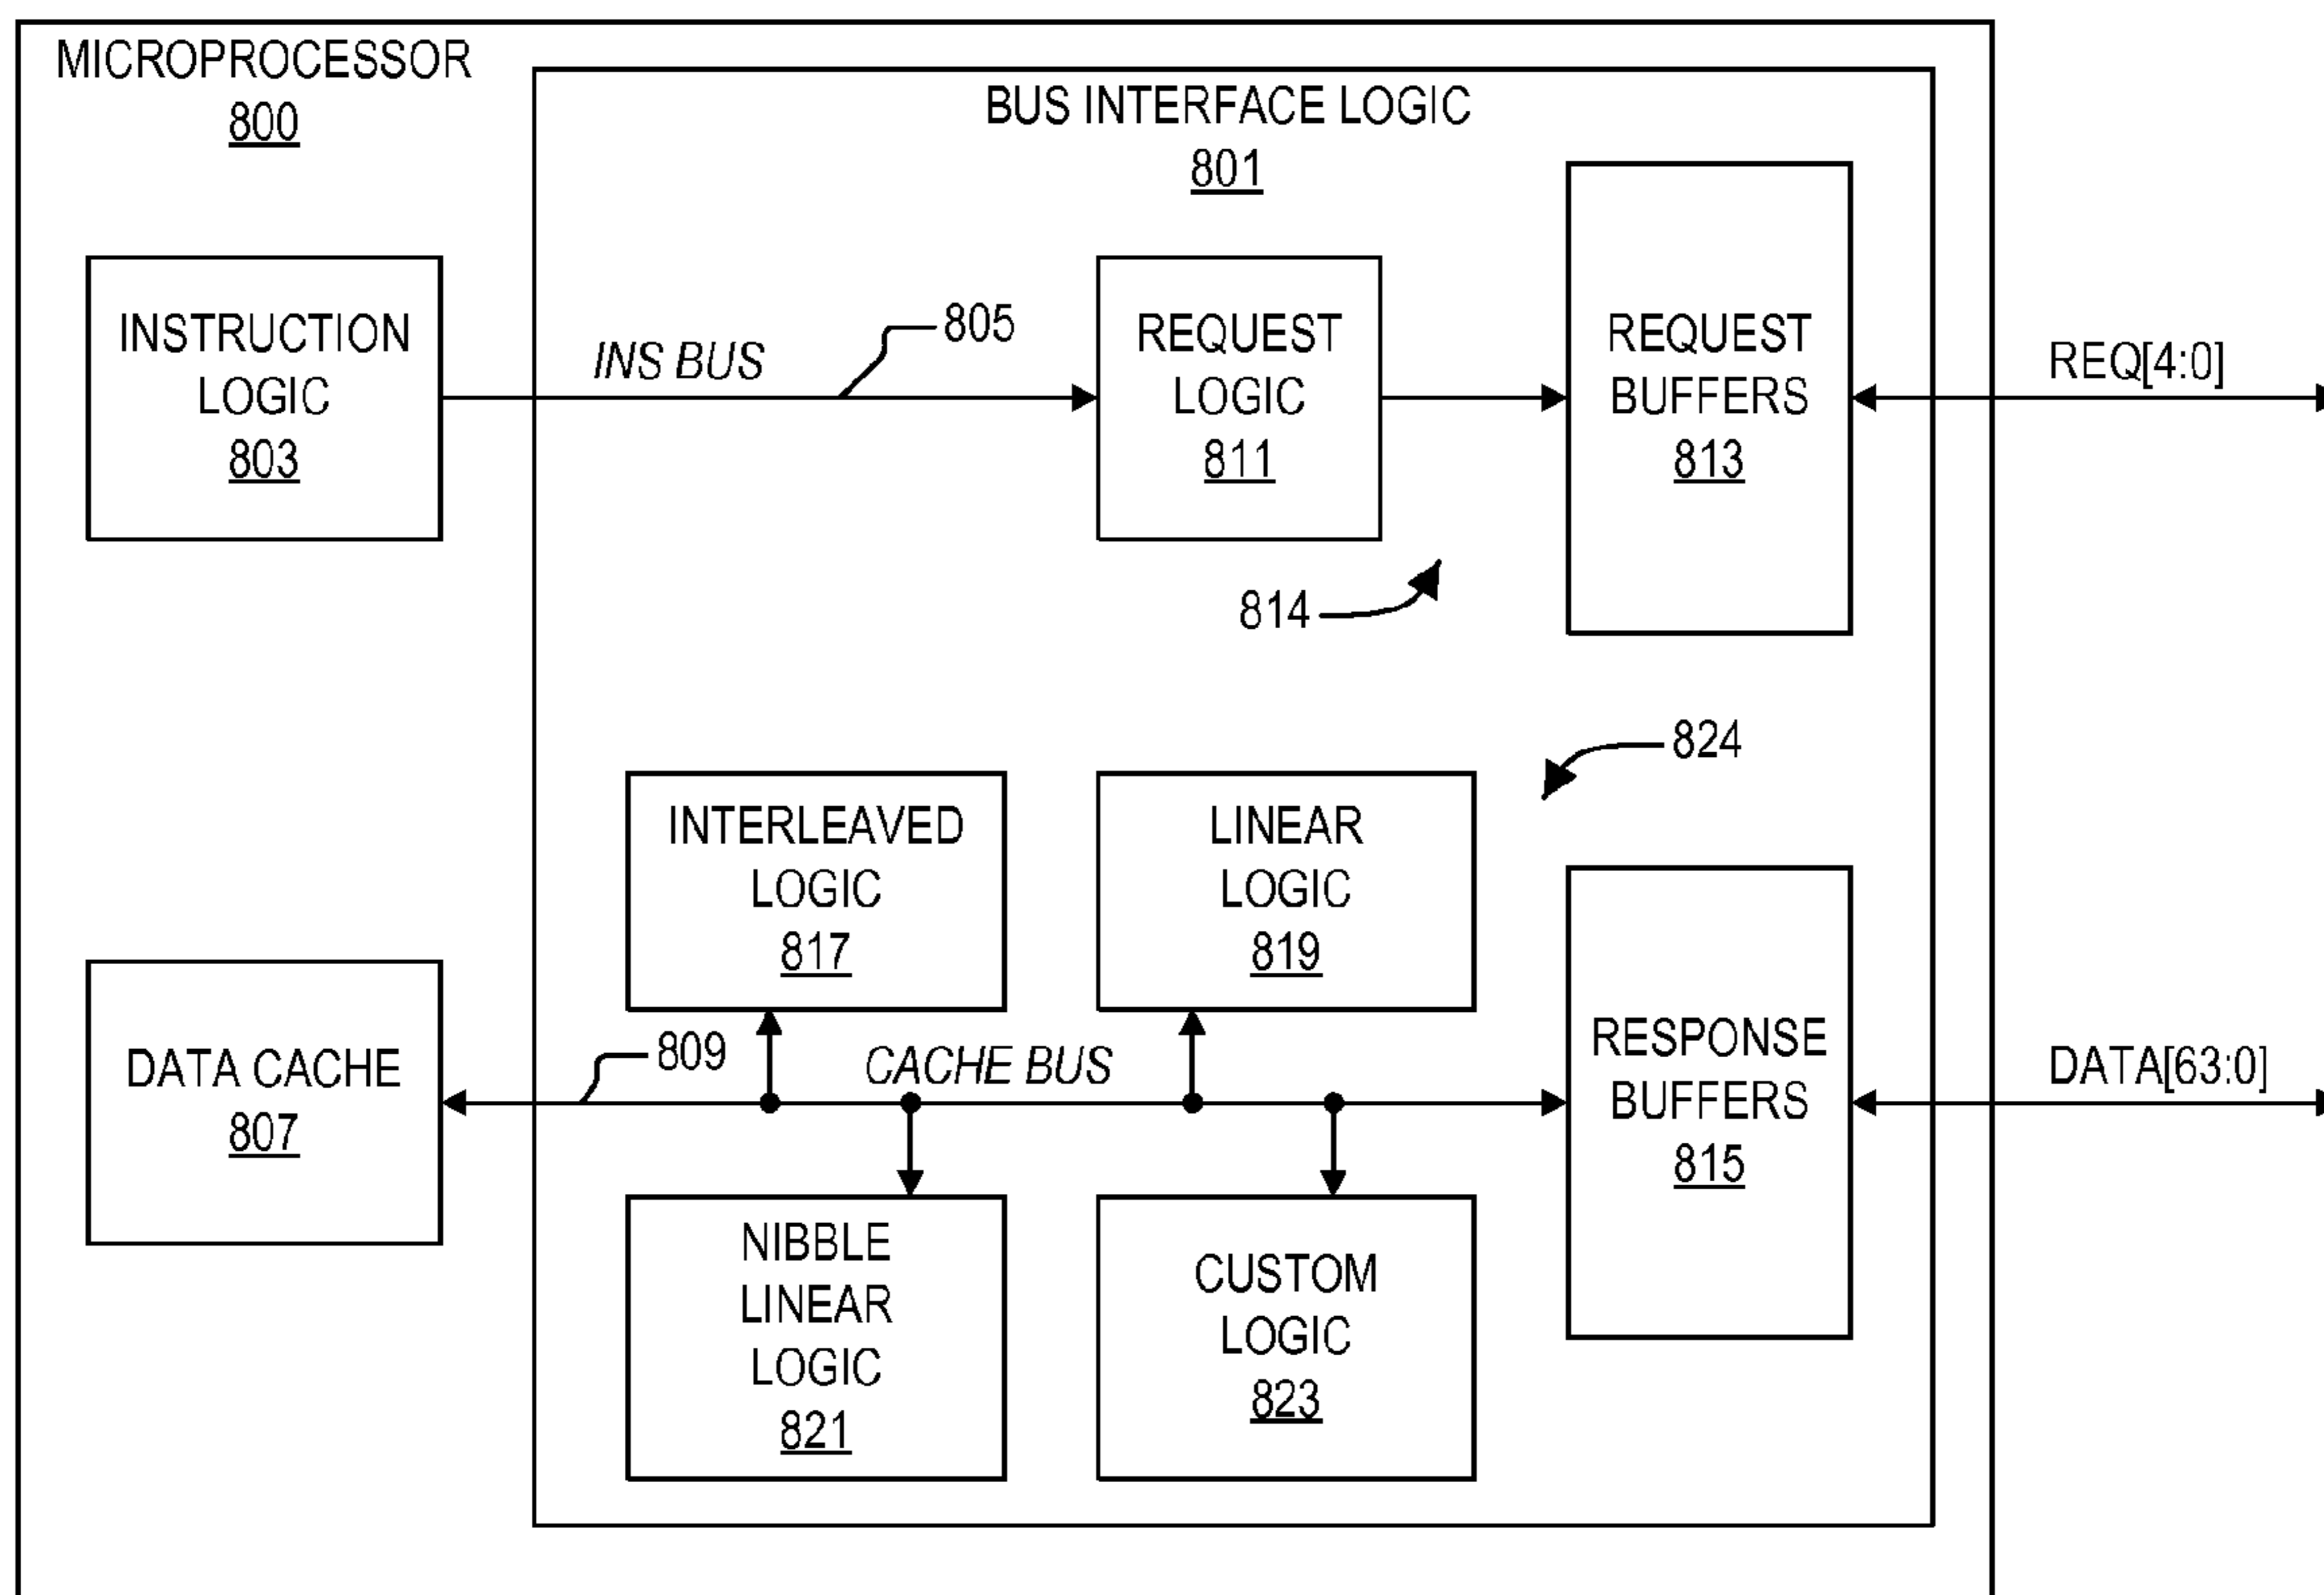 MICROPROCESSOR
800
BUS INTERFACE LOGIC
801
INSTRUCTION
LOGIC
803
INS BUS
805
REQUEST
LOGIC
811
REQUEST
BUFFERS
813
REQ[4:0]
814
824
INTERLEAVED
LOGIC
817
LINEAR
LOGIC
819
DATA CACHE
807
809
CACHE BUS
RESPONSE
BUFFERS
815
DATA[63:0]
NIBBLE
LINEAR
LOGIC
821
CUSTOM
LOGIC
823